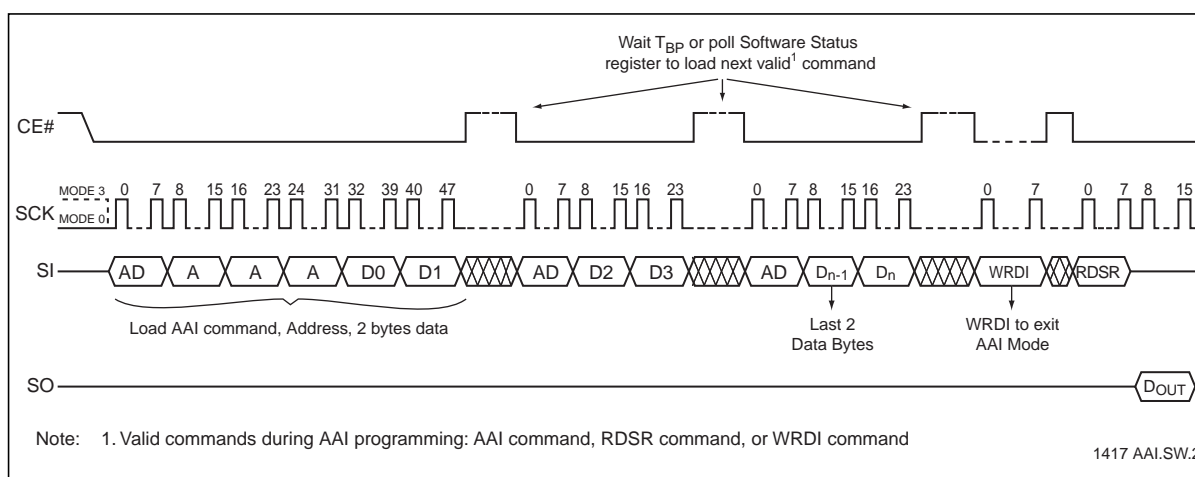 Wait TBP or poll Software Status
register to load next valid1 command
CE#
MODE 3 0 7 8 15 16 23 24 31 32 39 40 47 0 7 8 15 16 23 0 7 8 15 16 23 0 7 0 7 8 15
SCK MODE 0
SI AD A A A D0 D1 AD D2 D3 AD Dn-1 Dn WRDI RDSR
Load AAI command, Address, 2 bytes data
Last 2
Data Bytes
WRDI to exit
AAI Mode
SO DOUT
Note: 1. Valid commands during AAI programming: AAI command, RDSR command, or WRDI command
1417 AAI.SW.2